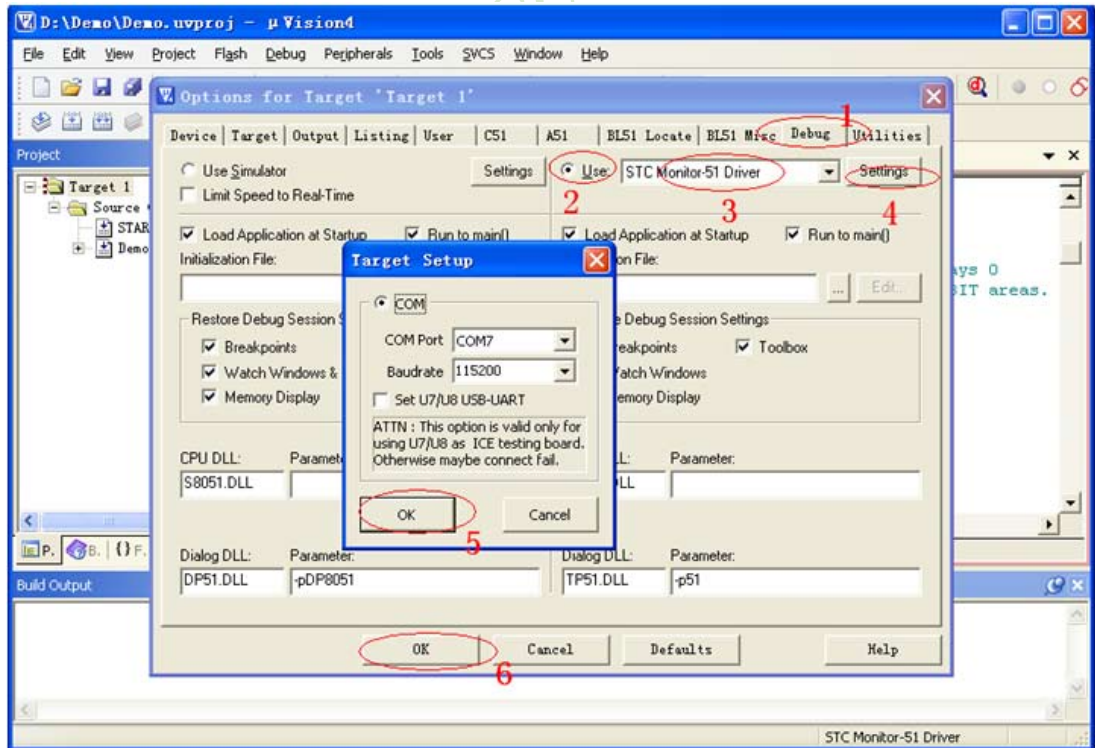 D:\Demo\Demo.uvproj - µVision4
File Edit View Project Flash Debug Peripherals Tools SVCS Window Help
Options for Target 'Target 1'
1
Device Target Output Listing User C51 A51 BL51 Locate BL51 Misc Debug Utilities
Project
Target 1
Source
STAR
Demo
Use Simulator Settings
Limit Speed to Real-Time
Use: STC Monitor-51 Driver Settings
2 3 4
Load Application at Startup Run to main()
Load Application at Startup Run to main()
Initialization File:
on File:
... Edit...
ays 0
BIT areas.
Restore Debug Session S
Breakpoints
Watch Windows &
Memory Display
e Debug Session Settings
eakpoints Toolbox
atch Windows
emory Display
Target Setup
COM
COM Port COM7
Baudrate 115200
Set U7/U8 USB-UART
ATTN : This option is valid only for
using U7/U8 as ICE testing board.
Otherwise maybe connect fail.
OK Cancel
5
CPU DLL: Paramet
S8051.DLL
LL: Parameter:
LL
Dialog DLL: Parameter:
DP51.DLL -pDP8051
Dialog DLL: Parameter:
TP51.DLL -p51
P. B. {} F.
Build Output
OK Cancel Defaults Help
6
STC Monitor-51 Driver